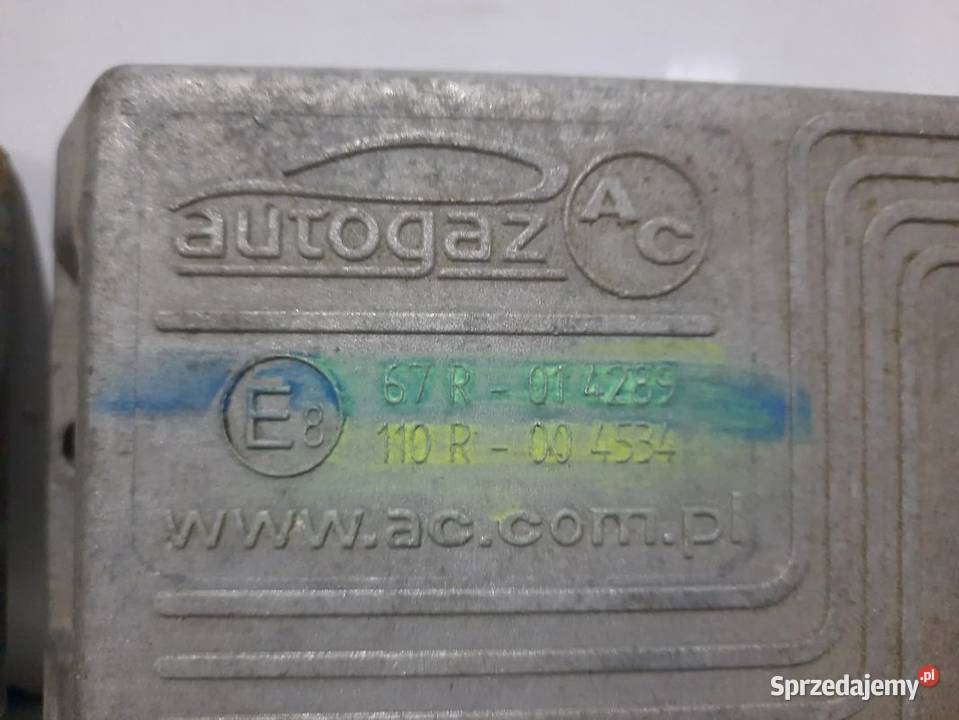 autogaz AC
E8 67 R - 01 4289
110 R - 00 4534
www.ac.com.pl
Sprzedajemy.pl